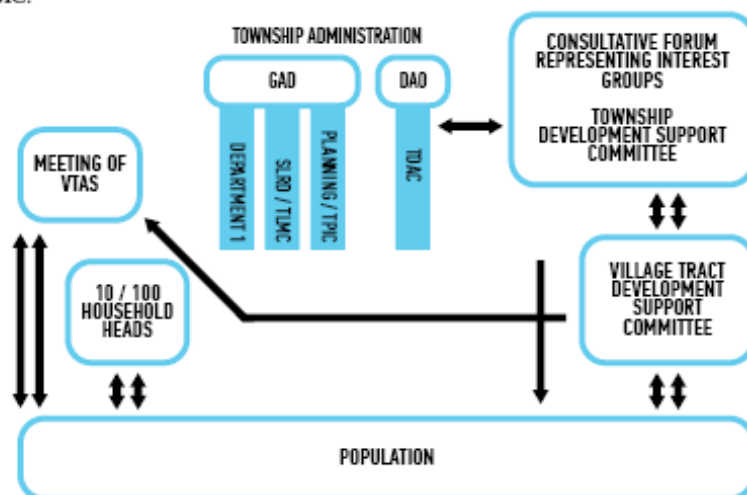 TOWNSHIP ADMINISTRATION
GAD
DAO
DEPARTMENT 1
SLRD / TLMC
PLANNING / TPIC
TDAC
CONSULTATIVE FORUM
REPRESENTING INTEREST
GROUPS
TOWNSHIP
DEVELOPMENT SUPPORT
COMMITTEE
MEETING OF
VTAS
10 / 100
HOUSEHOLD
HEADS
VILLAGE TRACT
DEVELOPMENT
SUPPORT
COMMITTEE
POPULATION